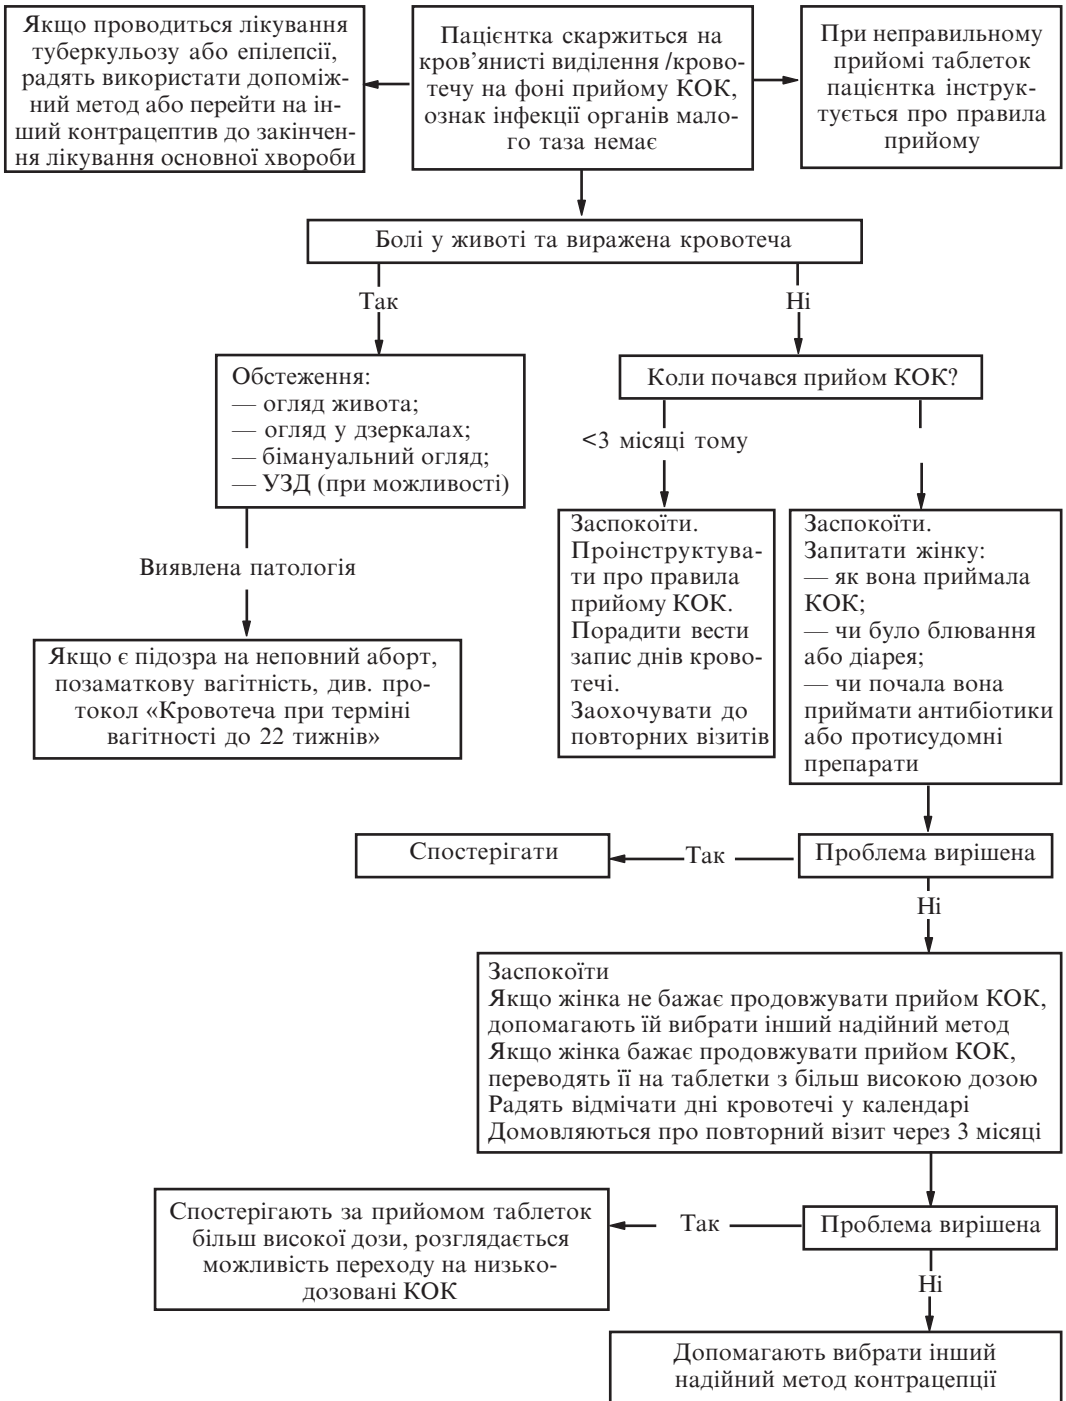 Якщо проводиться лікування
туберкульозу або епілепсії,
радять використати допоміж-
ний метод або перейти на ін-
ший контрацептив до закінчен-
ня лікування основної хвороби
Пацієнтка скаржиться на
кров’янисті виділення /крово-
течу на фоні прийому КОК,
ознак інфекції органів мало-
го таза немає
При неправильному
прийомі таблеток
пацієнтка інструк-
тується про правила
прийому
Болі у животі та виражена кровотеча
Так
Ні
Обстеження:
— огляд живота;
— огляд у дзеркалах;
— бімануальний огляд;
— УЗД (при можливості)
Коли почався прийом КОК?
<3 місяці тому
Виявлена патологія
Якщо є підозра на неповний аборт,
позаматкову вагітність, див. про-
токол «Кровотеча при терміні
вагітності до 22 тижнів»
Заспокоїти.
Проінструктува-
ти про правила
прийому КОК.
Порадити вести
запис днів крово-
течі.
Заохочувати до
повторних візитів
Заспокоїти.
Запитати жінку:
— як вона приймала
КОК;
— чи було блювання
або діарея;
— чи почала вона
приймати антибіотики
або протисудомні
препарати
Спостерігати
Так
Проблема вирішена
Ні
Заспокоїти
Якщо жінка не бажає продовжувати прийом КОК,
допомагають їй вибрати інший надійний метод
Якщо жінка бажає продовжувати прийом КОК,
переводять її на таблетки з більш високою дозою
Радять відмічати дні кровотечі у календарі
Домовляються про повторний візит через 3 місяці
Спостерігають за прийомом таблеток
більш високої дози, розглядається
можливість переходу на низько-
дозовані КОК
Так
Проблема вирішена
Ні
Допомагають вибрати інший
надійний метод контрацепції